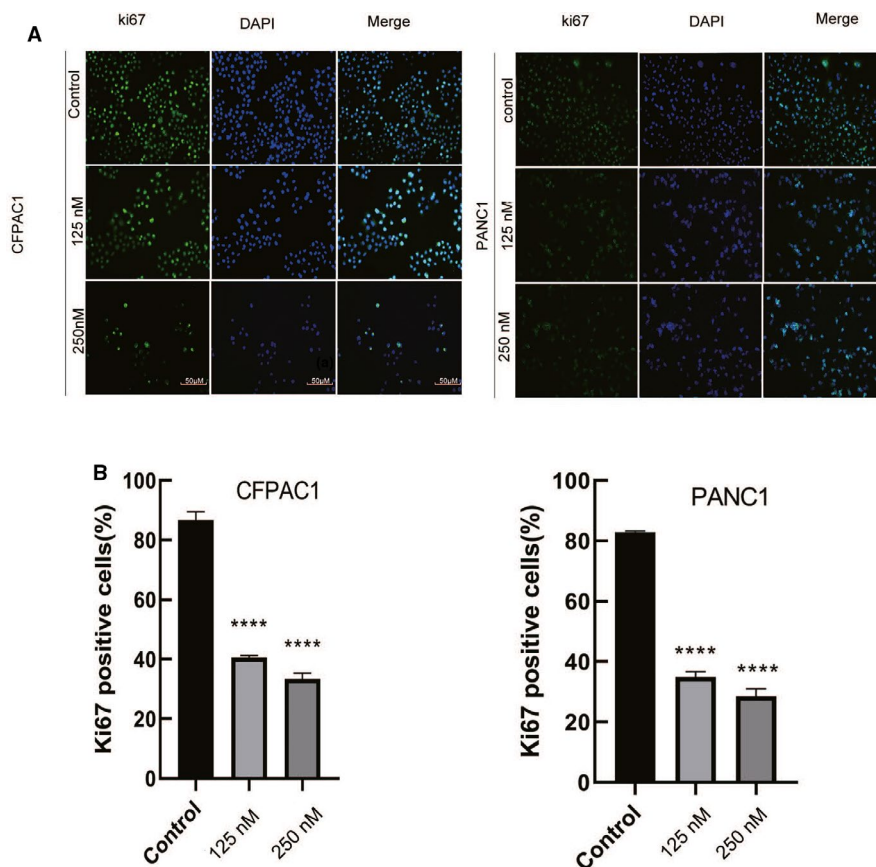 A
ki67 DAPI Merge
CFPAC1
Control
125 nM
250nM
(a)
50µM 50µM 50µM
ki67 DAPI Merge
PANC1
control
125 nM
250 nM
B
CFPAC1
Ki67 positive cells(%)
100
80
60
40
20
0
****
****
Control 125 nM 250 nM
PANC1
Ki67 positive cells(%)
100
80
60
40
20
0
****
****
Control 125 nM 250 nM